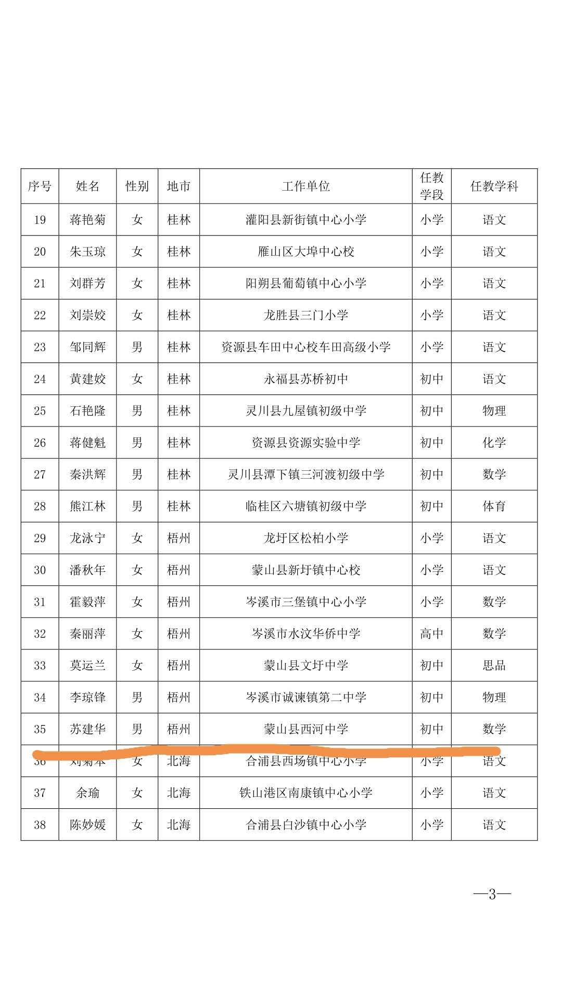 序号 姓名 性别 地市 工作单位 任教学段 任教学科
19 蒋艳菊 女 桂林 灌阳县新街镇中心小学 小学 语文
20 朱玉琼 女 桂林 雁山区大埠中心校 小学 语文
21 刘群芳 女 桂林 阳朔县葡萄镇中心小学 小学 语文
22 刘崇姣 女 桂林 龙胜县三门小学 小学 语文
23 邹同辉 男 桂林 资源县车田中心校车田高级小学 小学 语文
24 黄建姣 女 桂林 永福县苏桥初中 初中 语文
25 石艳隆 男 桂林 灵川县九屋镇初级中学 初中 物理
26 蒋健魁 男 桂林 资源县资源实验中学 初中 化学
27 秦洪辉 男 桂林 灵川县潭下镇三河渡初级中学 初中 数学
28 熊江林 男 桂林 临桂区六塘镇初级中学 初中 体育
29 龙泳宁 女 梧州 龙圩区松柏小学 小学 语文
30 潘秋年 女 梧州 蒙山县新圩镇中心校 小学 语文
31 霍毅萍 女 梧州 岑溪市三堡镇中心小学 小学 数学
32 秦丽萍 女 梧州 岑溪市水汶华侨中学 高中 数学
33 莫运兰 女 梧州 蒙山县文圩中学 初中 思品
34 李琼锋 男 梧州 岑溪市诚谏镇第二中学 初中 物理
35 苏建华 男 梧州 蒙山县西河中学 初中 数学
36 女 北海 合浦县西场镇中心小学 小学 语文
37 余瑜 女 北海 铁山港区南康镇中心小学 小学 语文
38 陈妙媛 女 北海 合浦县白沙镇中心小学 小学 语文
—3—